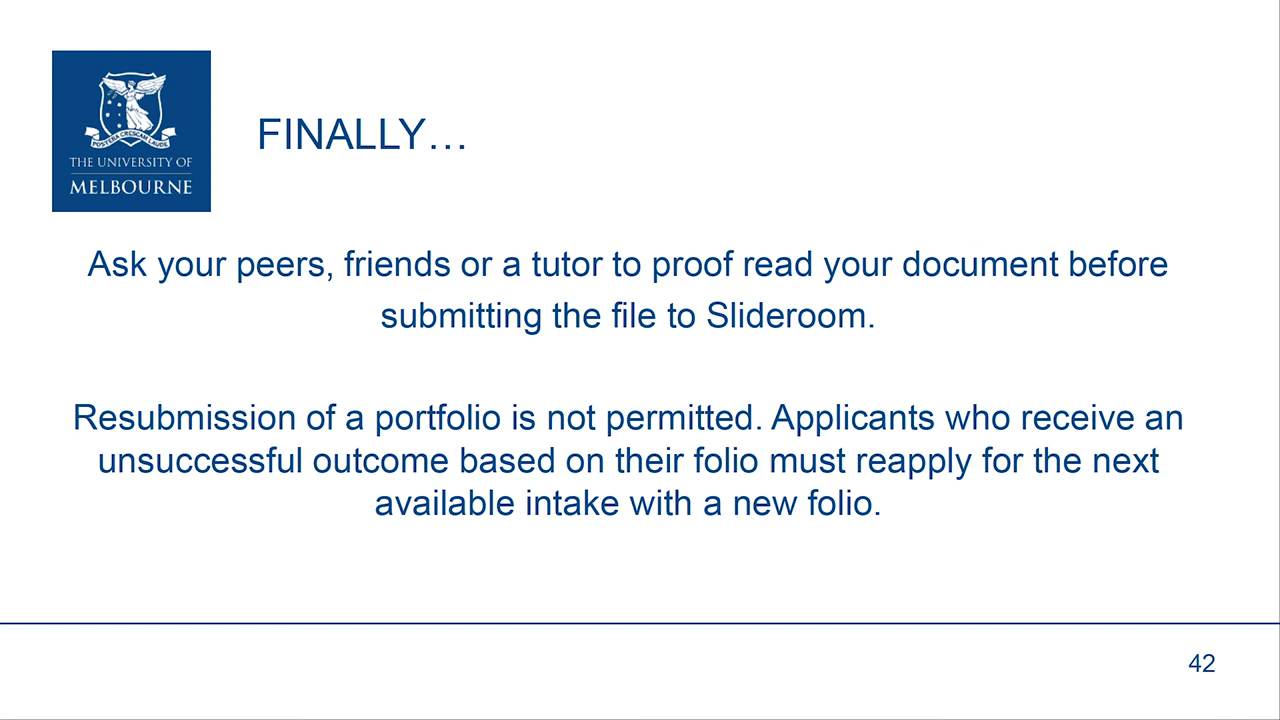 POSTERA CRESCAM LAUDE
THE UNIVERSITY OF
MELBOURNE
FINALLY…
Ask your peers, friends or a tutor to proof read your document before
submitting the file to Slideroom.
Resubmission of a portfolio is not permitted. Applicants who receive an
unsuccessful outcome based on their folio must reapply for the next
available intake with a new folio.
42